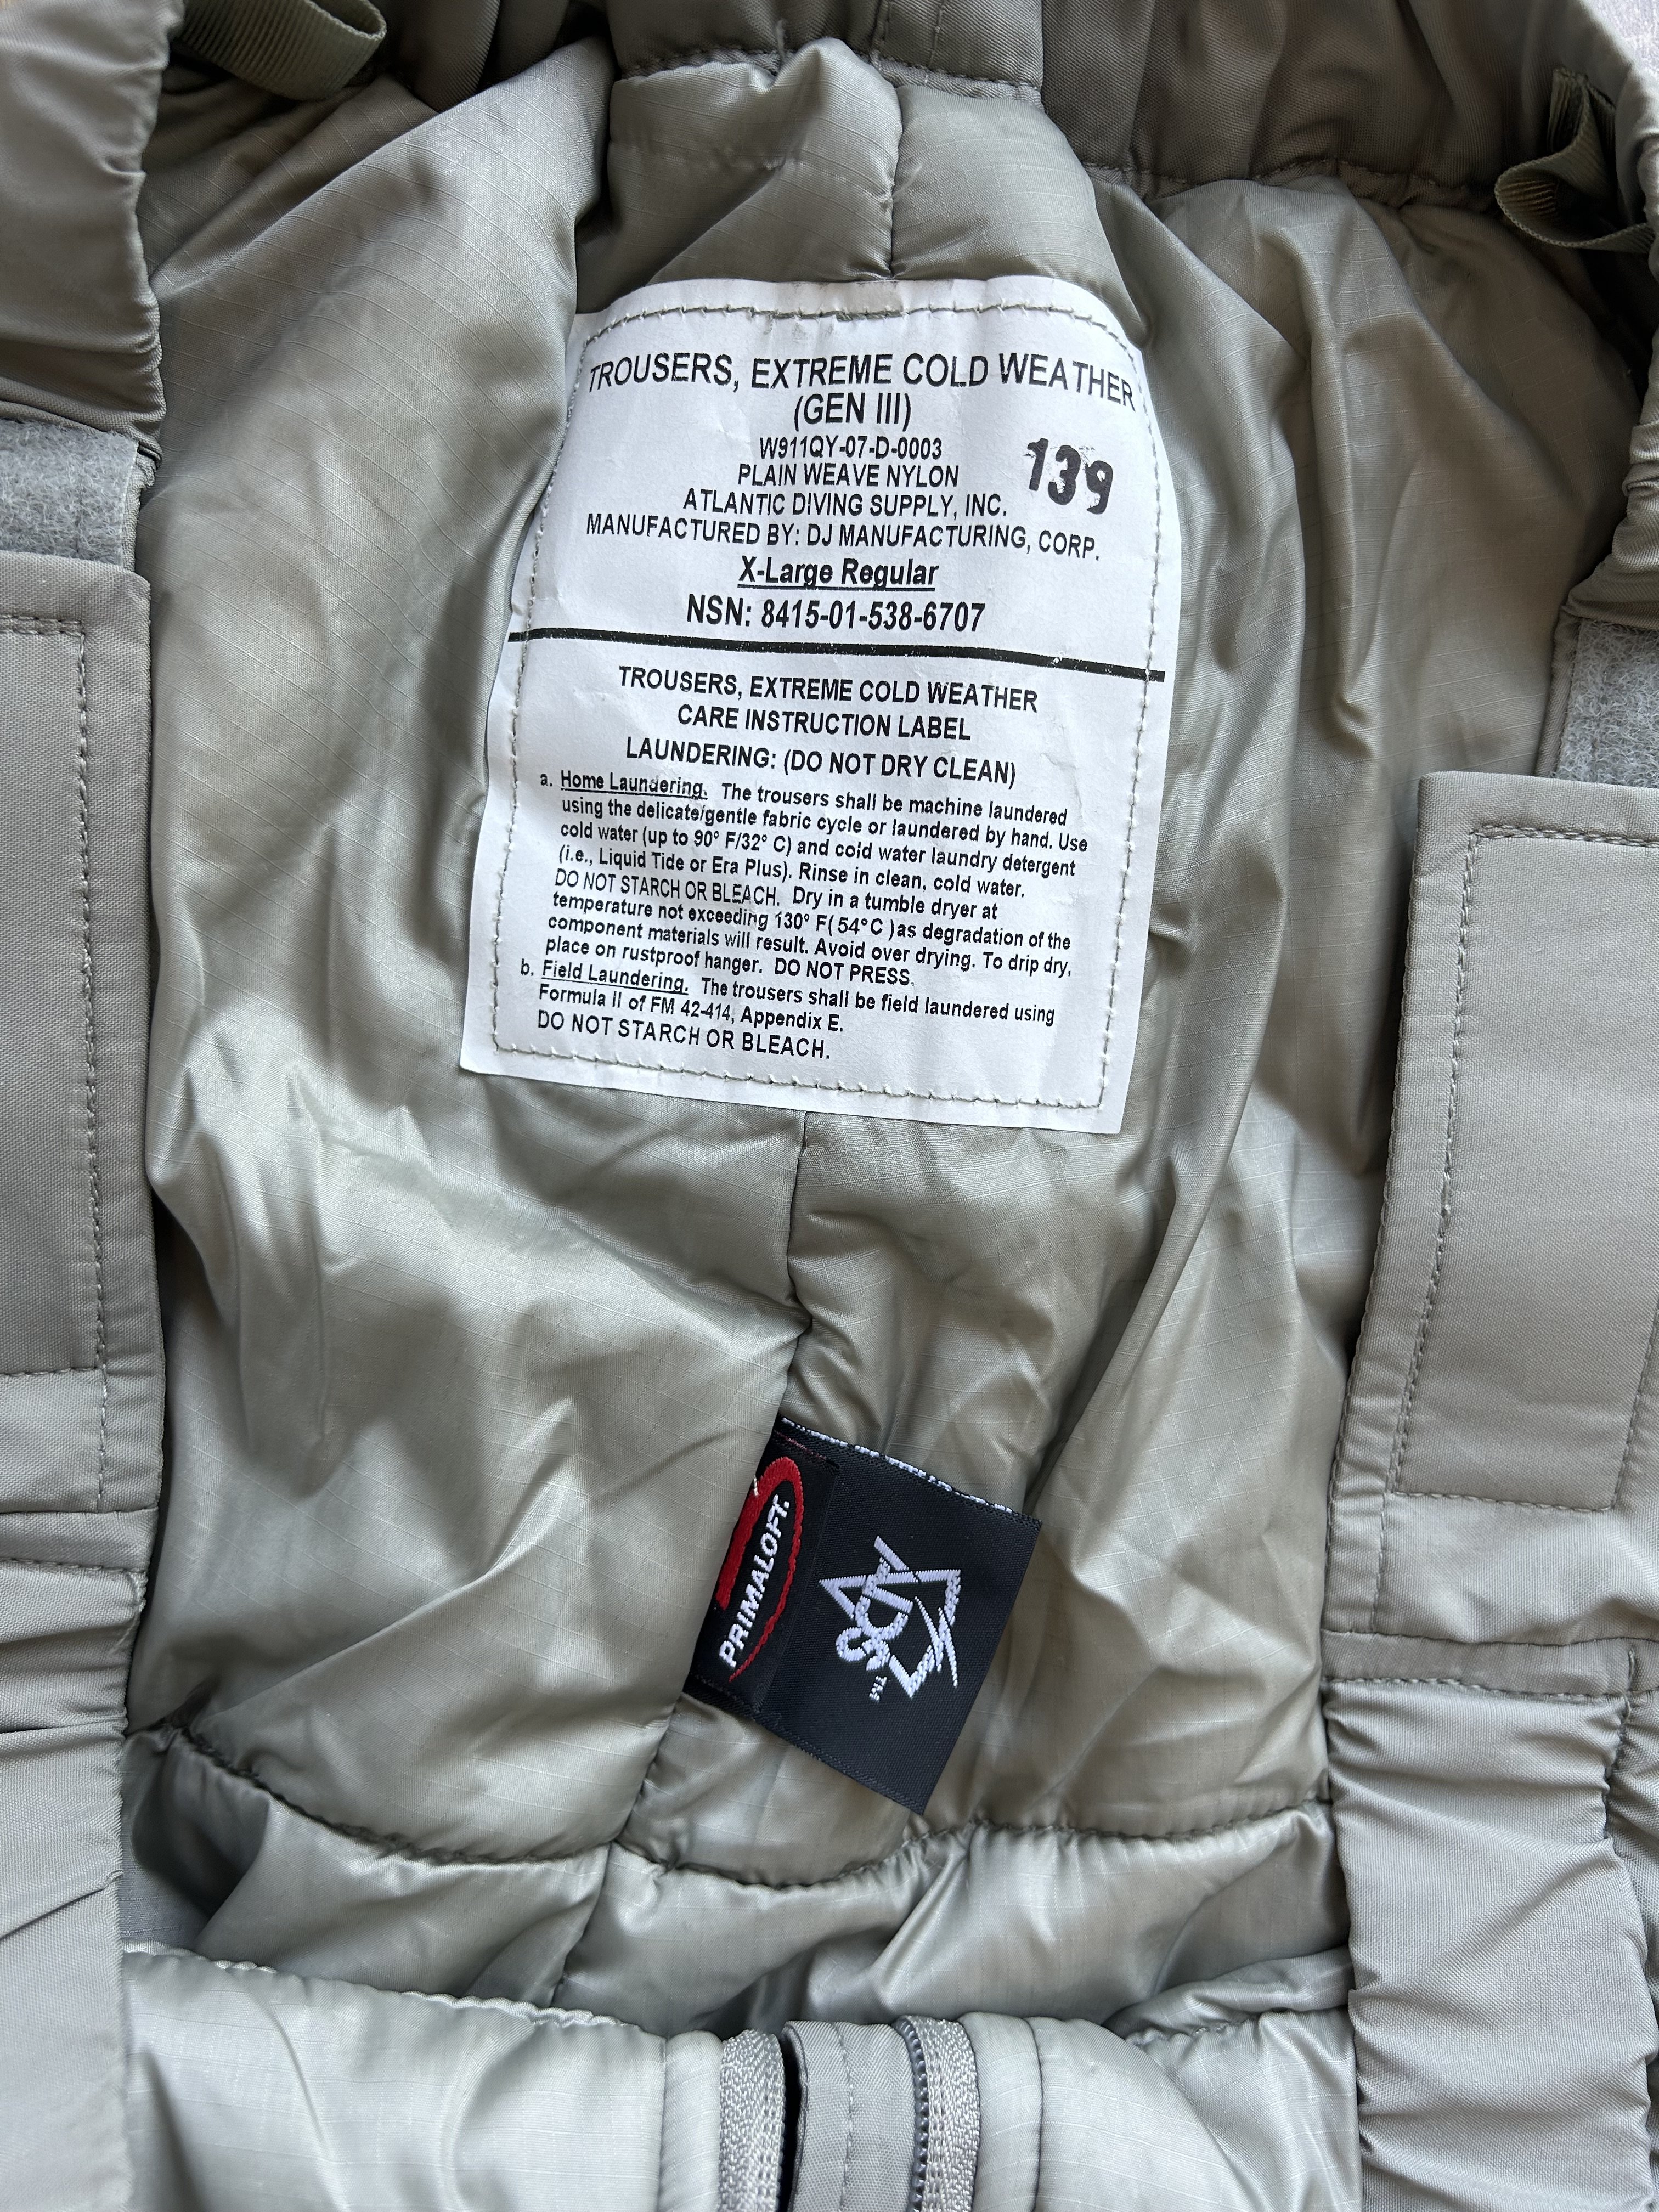 TROUSERS, EXTREME COLD WEATHER
(GEN III)
W911QY-07-D-0003
139
PLAIN WEAVE NYLON
ATLANTIC DIVING SUPPLY, INC.
MANUFACTURED BY: DJ MANUFACTURING, CORP.
X-Large Regular
NSN: 8415-01-538-6707
TROUSERS, EXTREME COLD WEATHER
CARE INSTRUCTION LABEL
LAUNDERING: (DO NOT DRY CLEAN)
a. Home Laundering. The trousers shall be machine laundered
using the delicate/gentle fabric cycle or laundered by hand. Use
cold water (up to 90° F/32° C) and cold water laundry detergent
(i.e., Liquid Tide or Era Plus). Rinse in clean, cold water.
DO NOT STARCH OR BLEACH. Dry in a tumble dryer at
temperature not exceeding 130° F( 54°C )as degradation of the
component materials will result. Avoid over drying. To drip dry,
place on rustproof hanger. DO NOT PRESS.
b. Field Laundering. The trousers shall be field laundered using
Formula II of FM 42-414, Appendix E.
DO NOT STARCH OR BLEACH.
PRIMALOFT.
ADS
TM